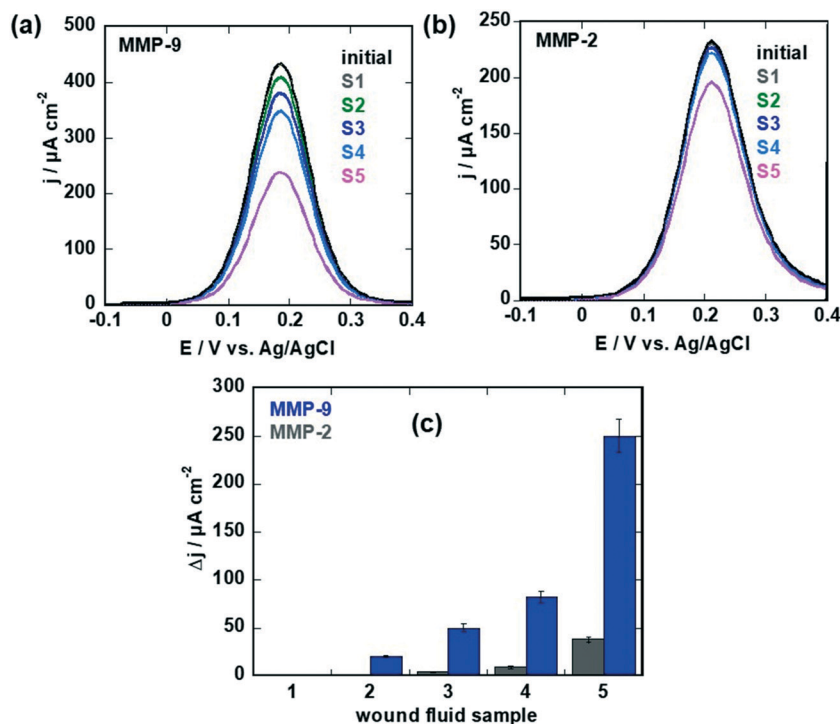 (a)
MMP-9
initial
S1
S2
S3
S4
S5
500
400
300
200
100
0
j / µA cm-2
-0.1 0 0.1 0.2 0.3 0.4
E / V vs. Ag/AgCl
(b)
MMP-2
initial
S1
S2
S3
S4
S5
250
200
150
100
50
0
j / µA cm-2
-0.1 0 0.1 0.2 0.3 0.4
E / V vs. Ag/AgCl
(c)
MMP-9
MMP-2
300
250
200
150
100
50
0
Δj / µA cm-2
1 2 3 4 5
wound fluid sample